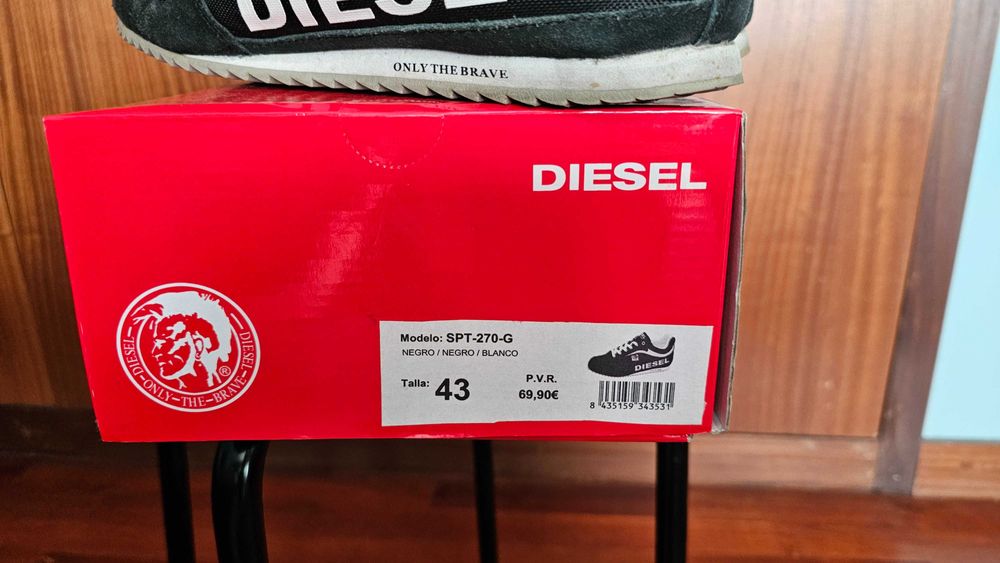 DIESEL
ONLY THE BRAVE
DIESEL
DIESEL-ONLY-THE-BRAVE-DIESEL
®
Modelo: SPT-270-G
NEGRO / NEGRO / BLANCO
Talla: 43
P.V.R.
69,90€
DIESEL
8 435159 343531